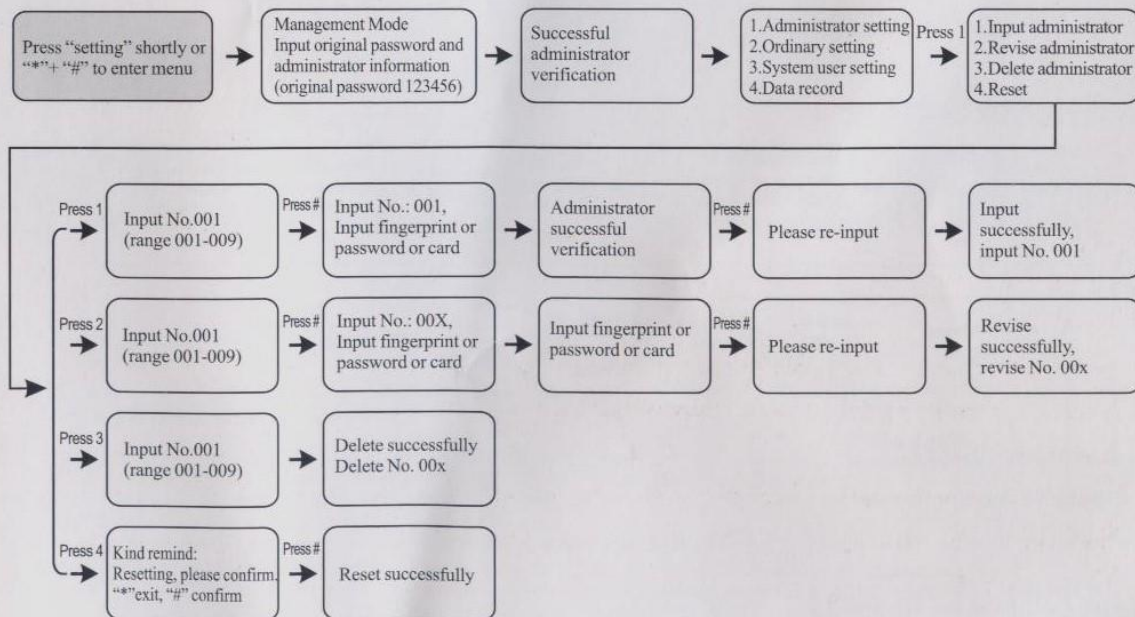 Press “setting” shortly or
“*”+ “#” to enter menu
Management Mode
Input original password and
administrator information
(original password 123456)
Successful
administrator
verification
1.Administrator setting
2.Ordinary setting
3.System user setting
4.Data record
Press 1
1.Input administrator
2.Revise administrator
3.Delete administrator
4.Reset
Press 1
Input No.001
(range 001-009)
Press #
Input No.: 001,
Input fingerprint or
password or card
Administrator
successful
verification
Press #
Please re-input
Input
successfully,
input No. 001
Press 2
Input No.001
(range 001-009)
Press #
Input No.: 00X,
Input fingerprint or
password or card
Input fingerprint or
password or card
Press #
Please re-input
Revise
successfully,
revise No. 00x
Press 3
Input No.001
(range 001-009)
Delete successfully
Delete No. 00x
Press 4
Kind remind:
Resetting, please confirm.
“*”exit, “#” confirm
Press #
Reset successfully